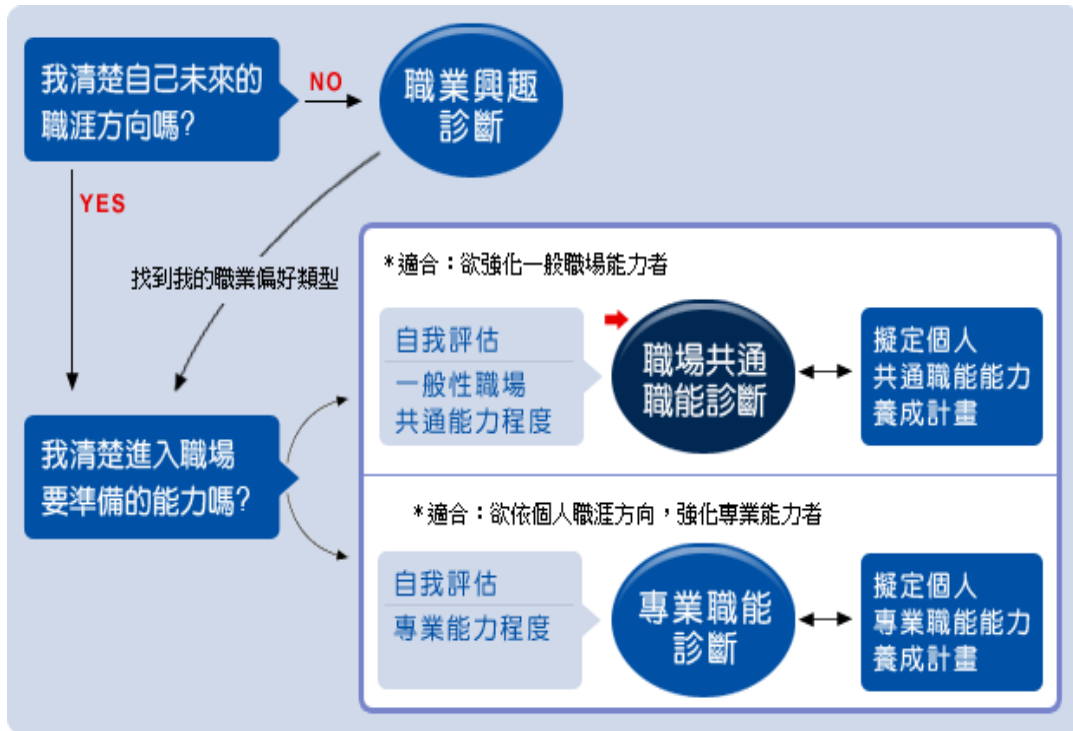 我清楚自己未來的
職涯方向嗎?
NO
職業興趣
診斷
YES
找到我的職業偏好類型
我清楚進入職場
要準備的能力嗎?
*適合：欲強化一般職場能力者
自我評估
一般性職場
共通能力程度
職場共通
職能診斷
擬定個人
共通職能能力
養成計畫
*適合：欲依個人職涯方向，強化專業能力者
自我評估
專業能力程度
專業職能
診斷
擬定個人
專業職能能力
養成計畫